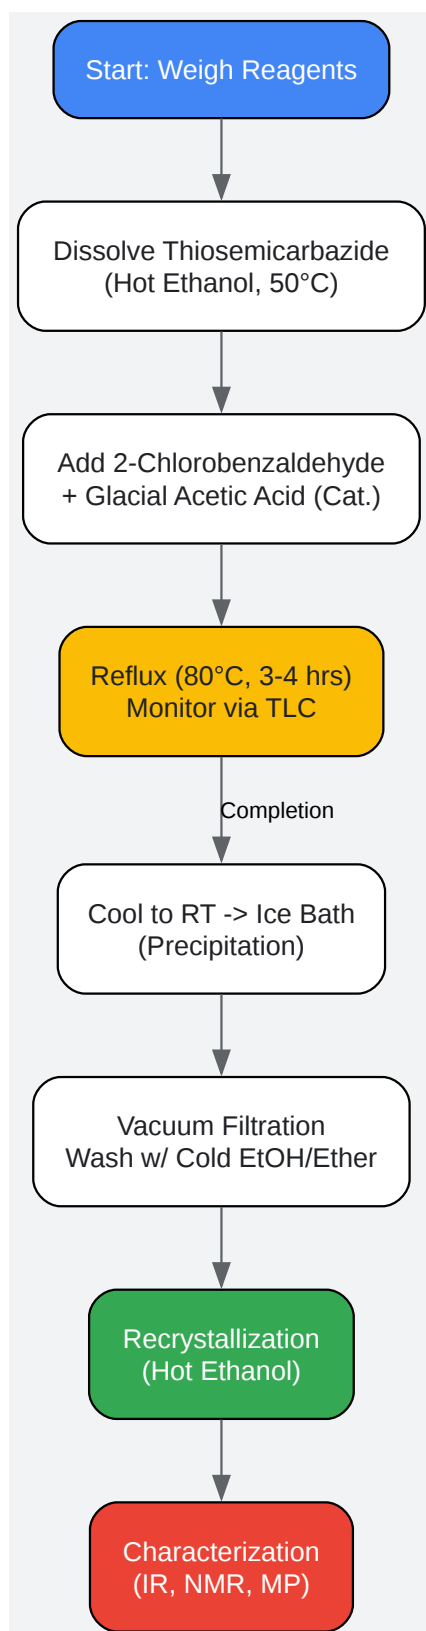 Start: Weigh Reagents
Dissolve Thiosemicarbazide
(Hot Ethanol, 50°C)
Add 2-Chlorobenzaldehyde
+ Glacial Acetic Acid (Cat.)
Reflux (80°C, 3-4 hrs)
Monitor via TLC
Completion
Cool to RT -> Ice Bath
(Precipitation)
Vacuum Filtration
Wash w/ Cold EtOH/Ether
Recrystallization
(Hot Ethanol)
Characterization
(IR, NMR, MP)